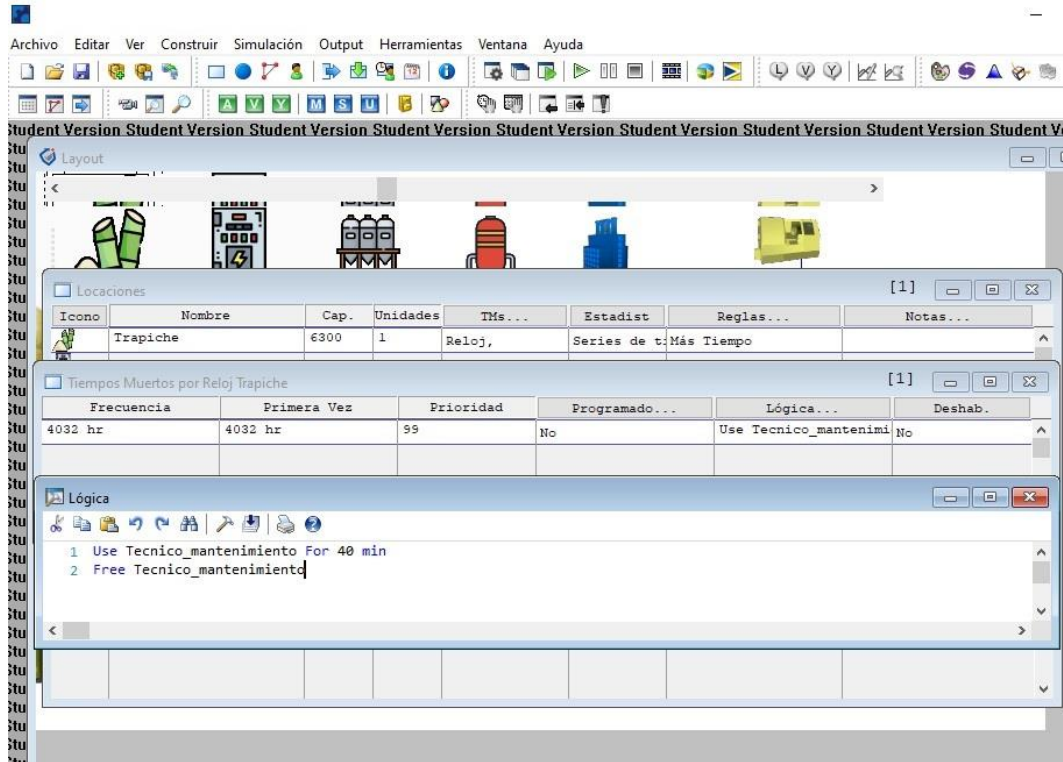 Archivo Editar Ver Construir Simulación Output Herramientas Ventana Ayuda
Student Version Student Version Student Version Student Version Student Version Student Version Student Version Student Version Student V
Layout
Locaciones [1]
Icono Nombre Cap. Unidades TMs... Estadist Reglas... Notas...
Trapiche 6300 1 Reloj, Series de ti Más Tiempo
Tiempos Muertos por Reloj Trapiche [1]
Frecuencia Primera Vez Prioridad Programado... Lógica... Deshab.
4032 hr 4032 hr 99 No Use Tecnico_mantenimi No
Lógica
1 Use Tecnico_mantenimiento For 40 min
2 Free Tecnico_mantenimiento